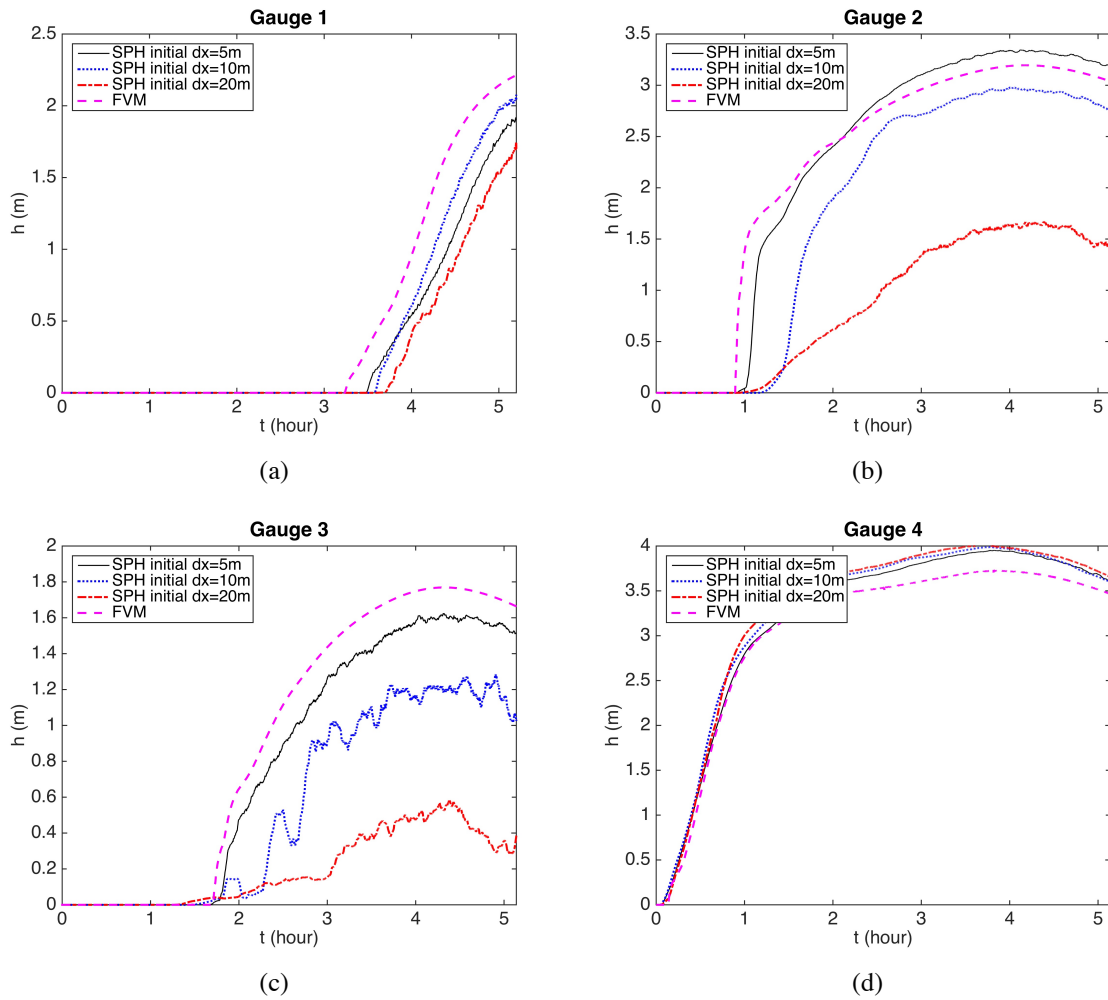 Gauge 1
2.5
2
1.5
1
0.5
0
h (m)
SPH initial dx=5m
SPH initial dx=10m
SPH initial dx=20m
FVM
0 1 2 3 4 5
t (hour)
(a)
Gauge 2
3.5
3
2.5
2
1.5
1
0.5
0
h (m)
SPH initial dx=5m
SPH initial dx=10m
SPH initial dx=20m
FVM
0 1 2 3 4 5
t (hour)
(b)
Gauge 3
2
1.8
1.6
1.4
1.2
1
0.8
0.6
0.4
0.2
0
h (m)
SPH initial dx=5m
SPH initial dx=10m
SPH initial dx=20m
FVM
0 1 2 3 4 5
t (hour)
(c)
Gauge 4
4
3.5
3
2.5
2
1.5
1
0.5
0
h (m)
SPH initial dx=5m
SPH initial dx=10m
SPH initial dx=20m
FVM
0 1 2 3 4 5
t (hour)
(d)